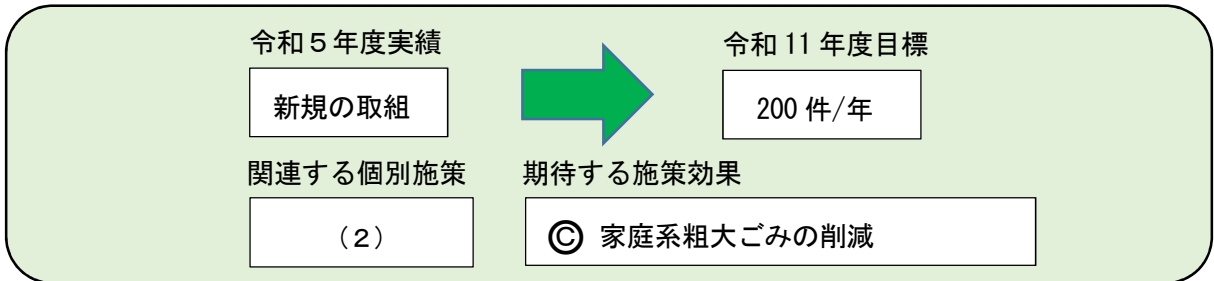 令和５年度実績
令和 11 年度目標
新規の取組
200 件/年
関連する個別施策
期待する施策効果
（２）
Ⓒ 家庭系粗大ごみの削減